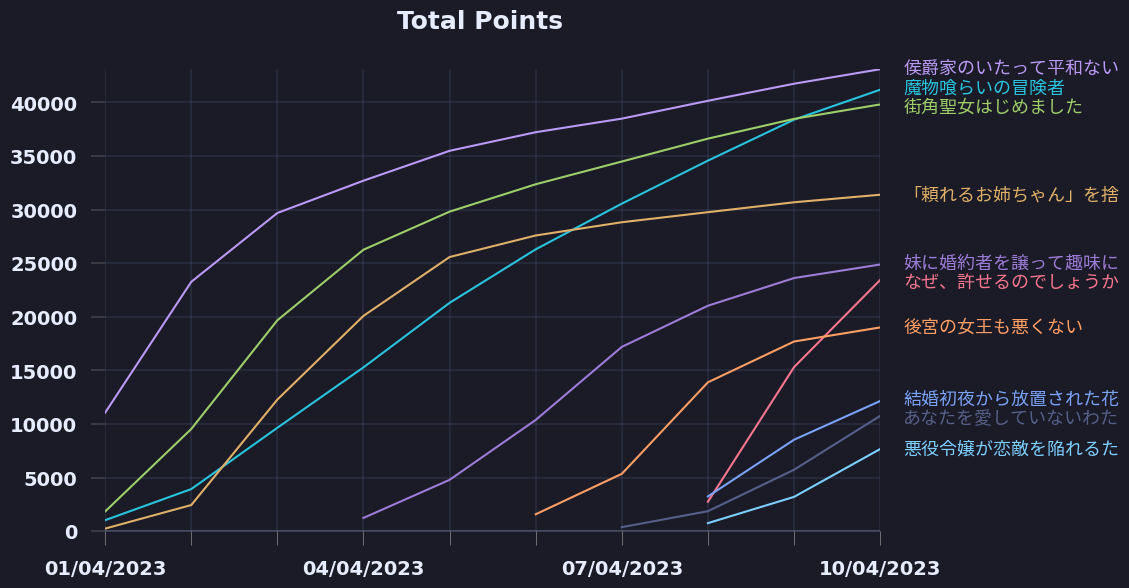 Total Points
40000
35000
30000
25000
20000
15000
10000
5000
0
01/04/2023
04/04/2023
07/04/2023
10/04/2023
侯爵家のいたって平和ない
魔物喰らいの冒険者
街角聖女はじめました
「頼れるお姉ちゃん」を捨
妹に婚約者を譲って趣味に
なぜ、許せるのでしょうか
後宮の女王も悪くない
結婚初夜から放置された花
あなたを愛していないわた
悪役令嬢が恋敵を陥れるた